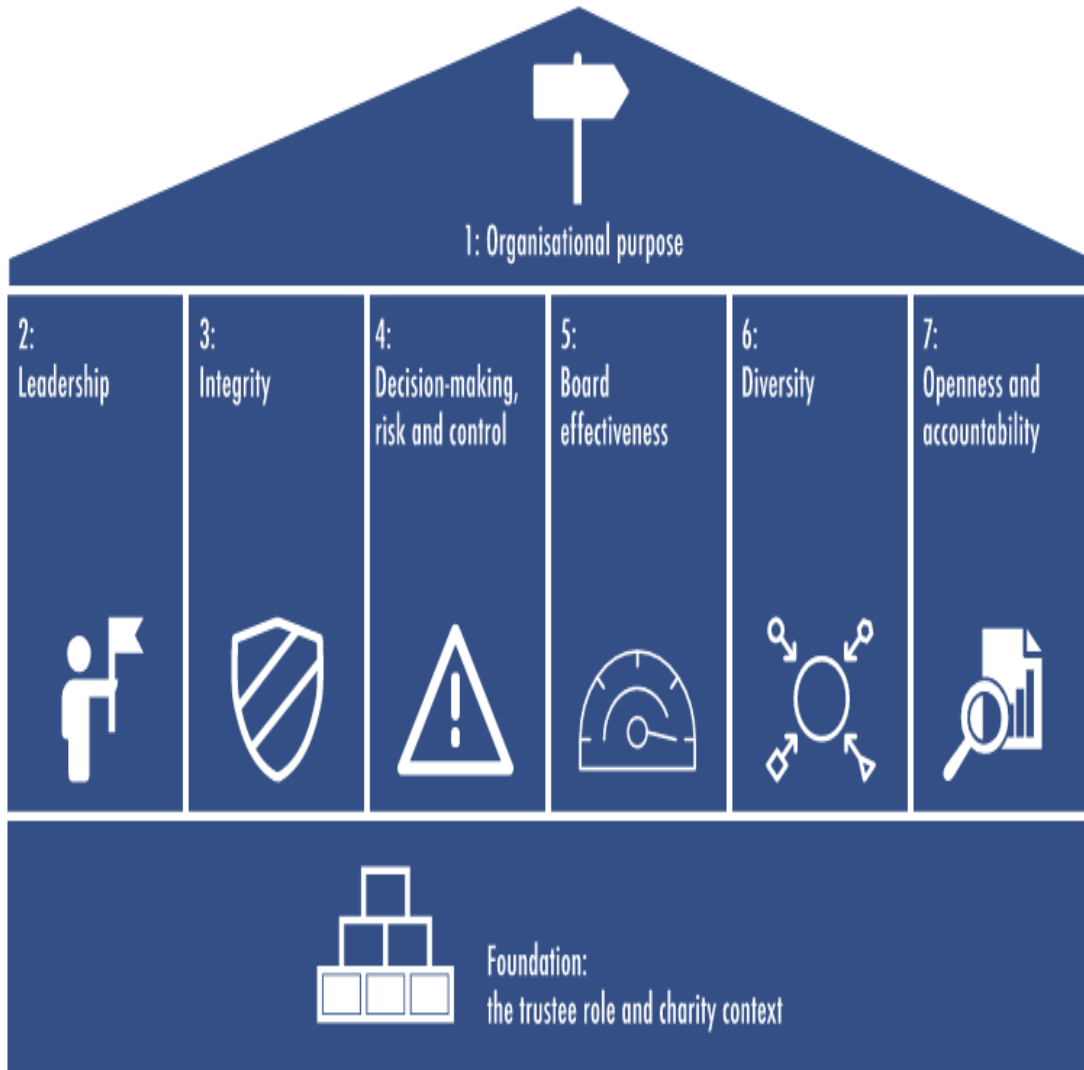 1: Organisational purpose
2:
Leadership
3:
Integrity
4:
Decision-making,
risk and control
5:
Board
effectiveness
6:
Diversity
7:
Openness and
accountability
Foundation:
the trustee role and charity context